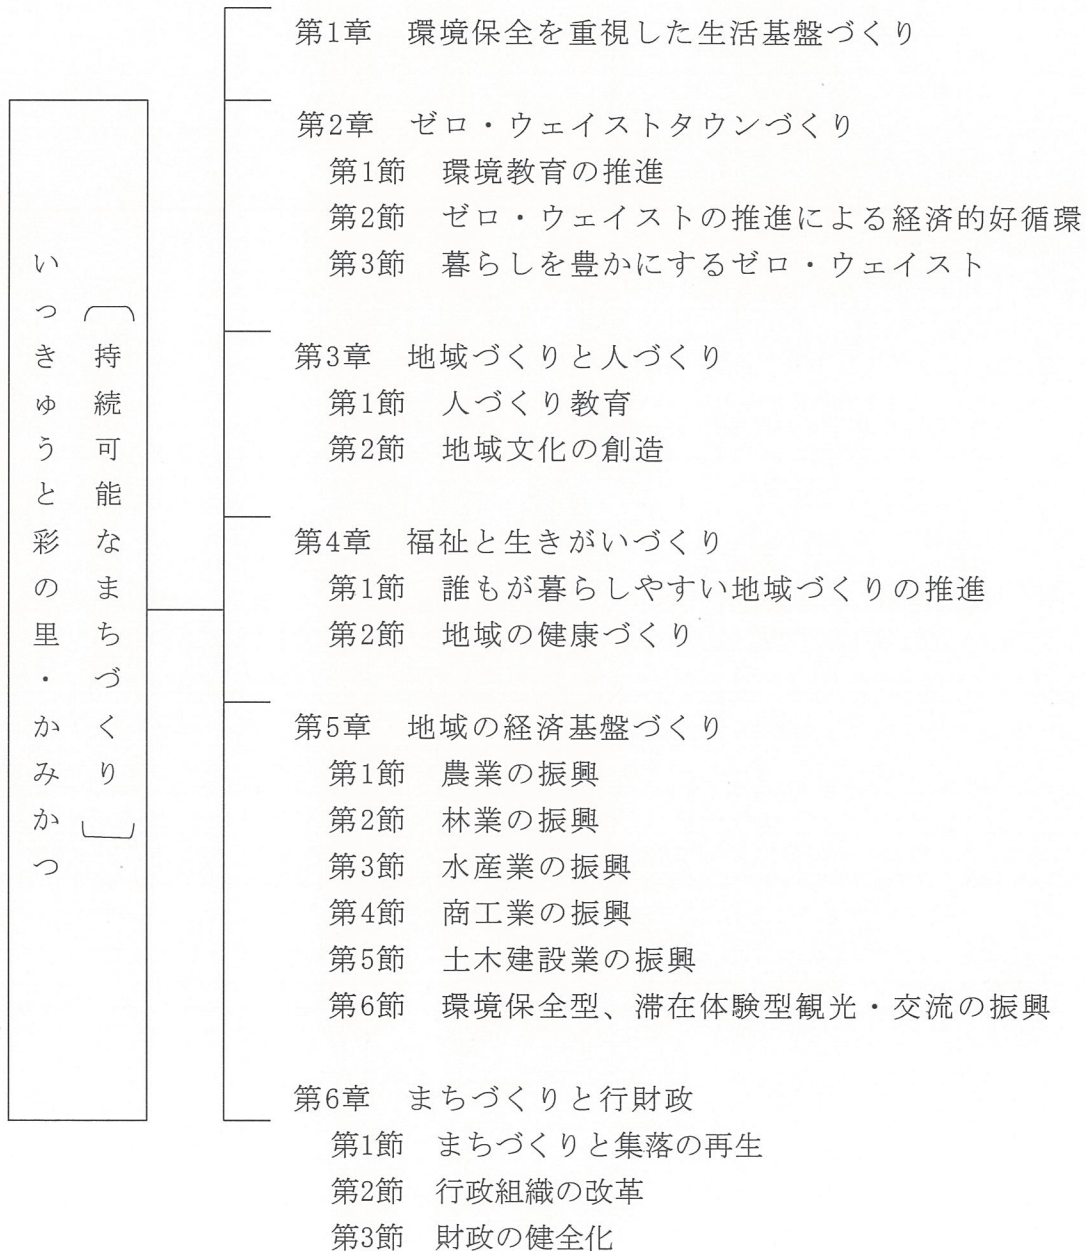 いっきゅうと彩の里・かみかつ
〔持続可能なまちづくり〕
第1章　環境保全を重視した生活基盤づくり
第2章　ゼロ・ウェイストタウンづくり
第1節　環境教育の推進
第2節　ゼロ・ウェイストの推進による経済的好循環
第3節　暮らしを豊かにするゼロ・ウェイスト
第3章　地域づくりと人づくり
第1節　人づくり教育
第2節　地域文化の創造
第4章　福祉と生きがいづくり
第1節　誰もが暮らしやすい地域づくりの推進
第2節　地域の健康づくり
第5章　地域の経済基盤づくり
第1節　農業の振興
第2節　林業の振興
第3節　水産業の振興
第4節　商工業の振興
第5節　土木建設業の振興
第6節　環境保全型、滞在体験型観光・交流の振興
第6章　まちづくりと行財政
第1節　まちづくりと集落の再生
第2節　行政組織の改革
第3節　財政の健全化